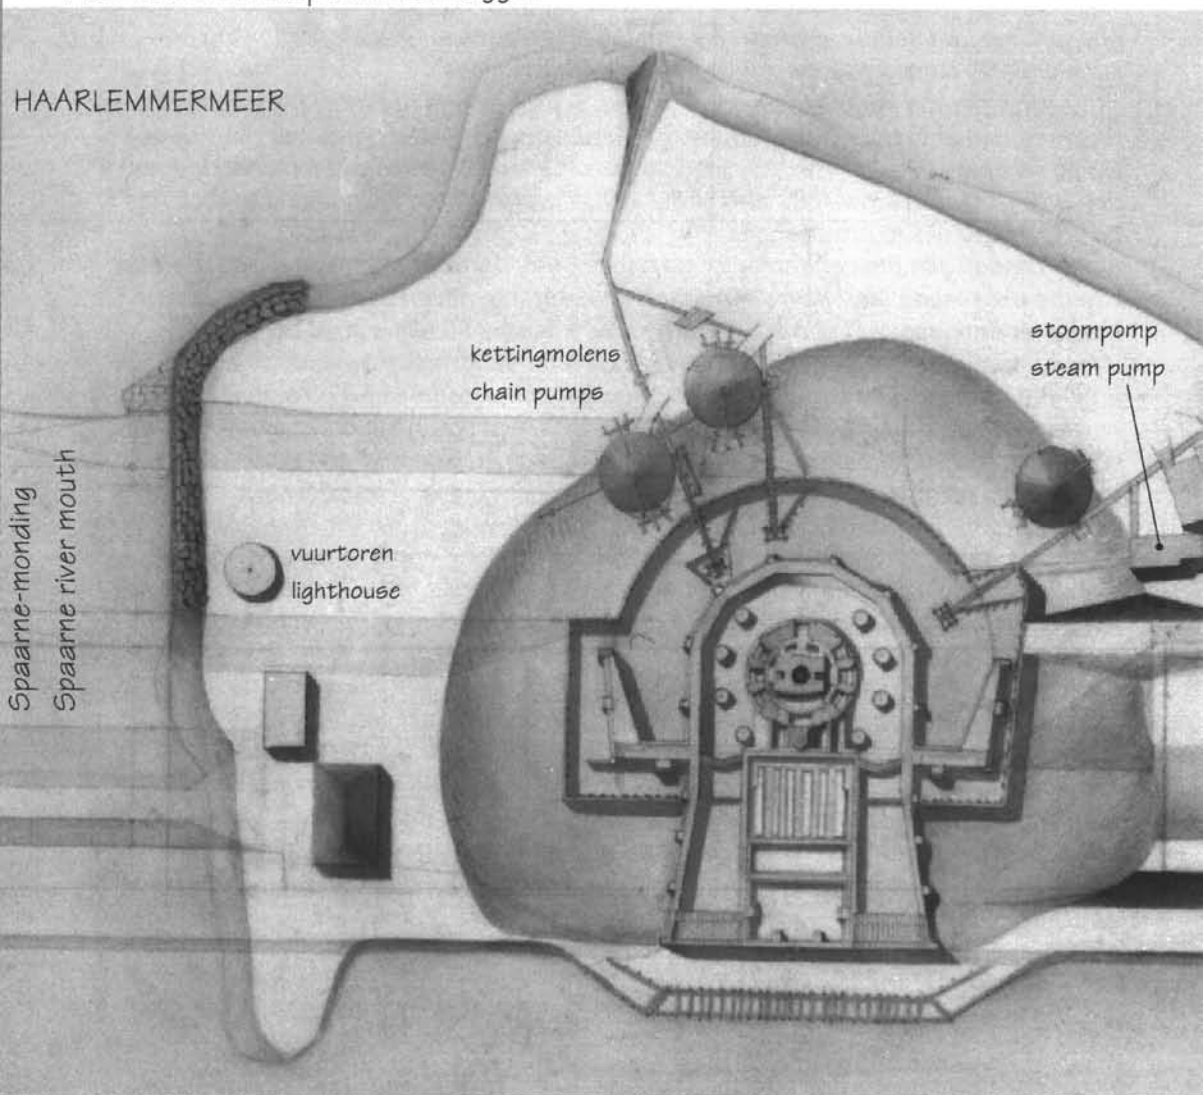 HAARLEMMERMEER
stoompomp
steam pump
kettingmolens
chain pumps
vuurtoren
lighthouse
Spaarne-monding
Spaarne river mouth